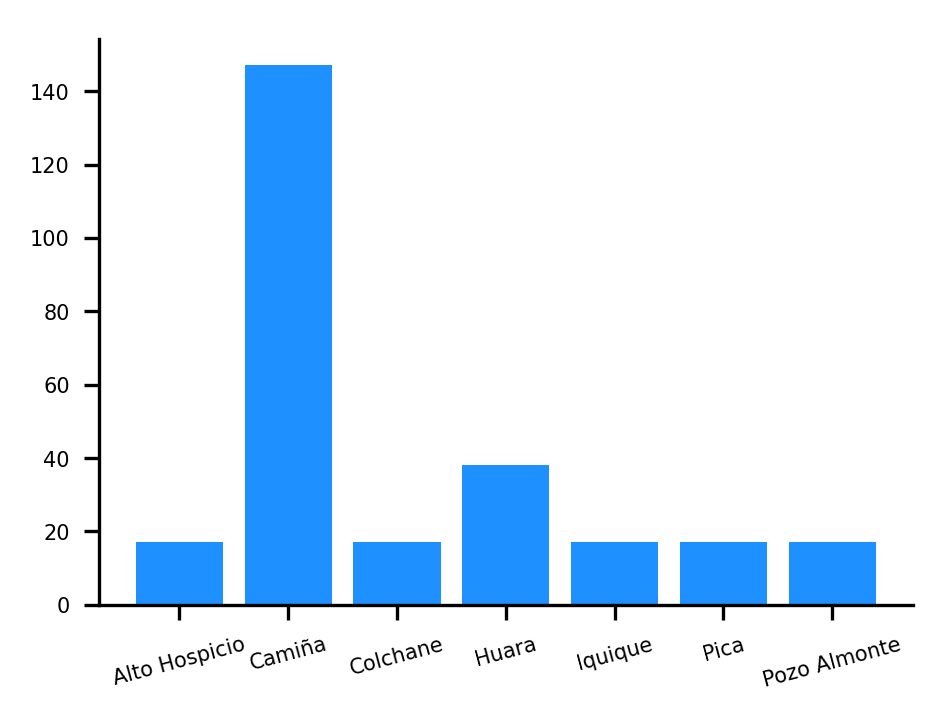 140
120
100
80
60
40
20
0
Alto Hospicio
Camiña
Colchane
Huara
Iquique
Pica
Pozo Almonte